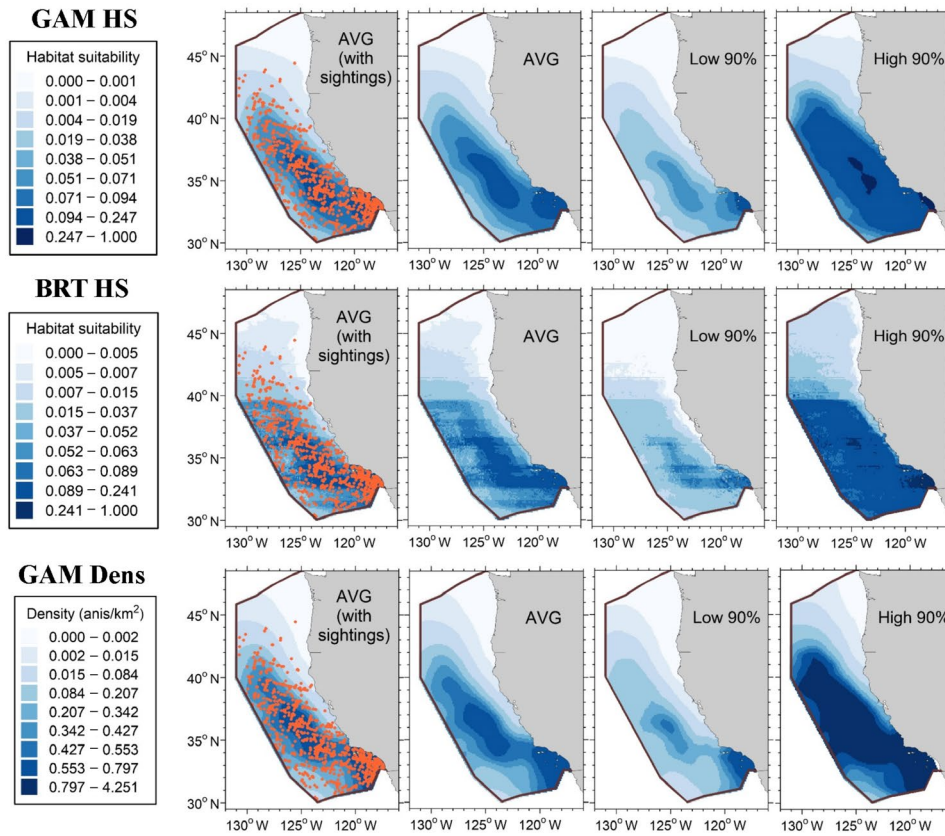 GAM HS
Habitat suitability
0.000 – 0.001
0.001 – 0.004
0.004 – 0.019
0.019 – 0.038
0.038 – 0.051
0.051 – 0.071
0.071 – 0.094
0.094 – 0.247
0.247 – 1.000
45° N
40° N
35° N
30° N
AVG
(with
sightings)
AVG
Low 90%
High 90%
130° W 125° W 120° W
130° W 125° W 120° W
130° W 125° W 120° W
130° W 125° W 120° W
BRT HS
Habitat suitability
0.000 – 0.005
0.005 – 0.007
0.007 – 0.015
0.015 – 0.037
0.037 – 0.052
0.052 – 0.063
0.063 – 0.089
0.089 – 0.241
0.241 – 1.000
45° N
40° N
35° N
30° N
AVG
(with
sightings)
AVG
Low 90%
High 90%
130° W 125° W 120° W
130° W 125° W 120° W
130° W 125° W 120° W
130° W 125° W 120° W
GAM Dens
Density (anis/km²)
0.000 – 0.002
0.002 – 0.015
0.015 – 0.084
0.084 – 0.207
0.207 – 0.342
0.342 – 0.427
0.427 – 0.553
0.553 – 0.797
0.797 – 4.251
45° N
40° N
35° N
30° N
AVG
(with
sightings)
AVG
Low 90%
High 90%
130° W 125° W 120° W
130° W 125° W 120° W
130° W 125° W 120° W
130° W 125° W 120° W